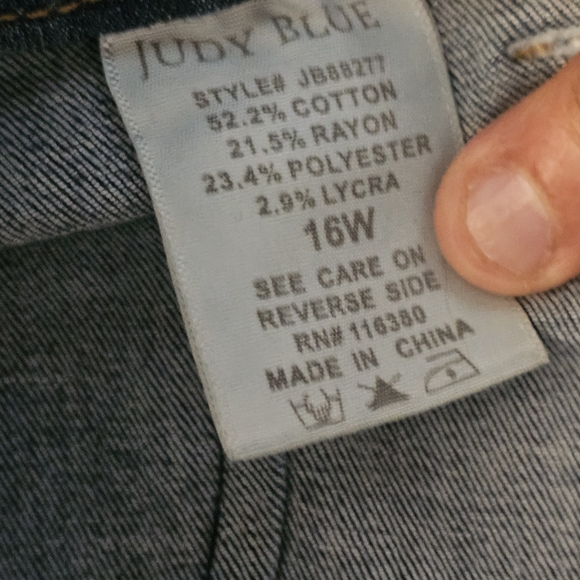 JUDY BLUE
STYLE# JB88277
52.2% COTTON
21.5% RAYON
23.4% POLYESTER
2.9% LYCRA
16W
SEE CARE ON
REVERSE SIDE
RN# 116380
MADE IN CHINA